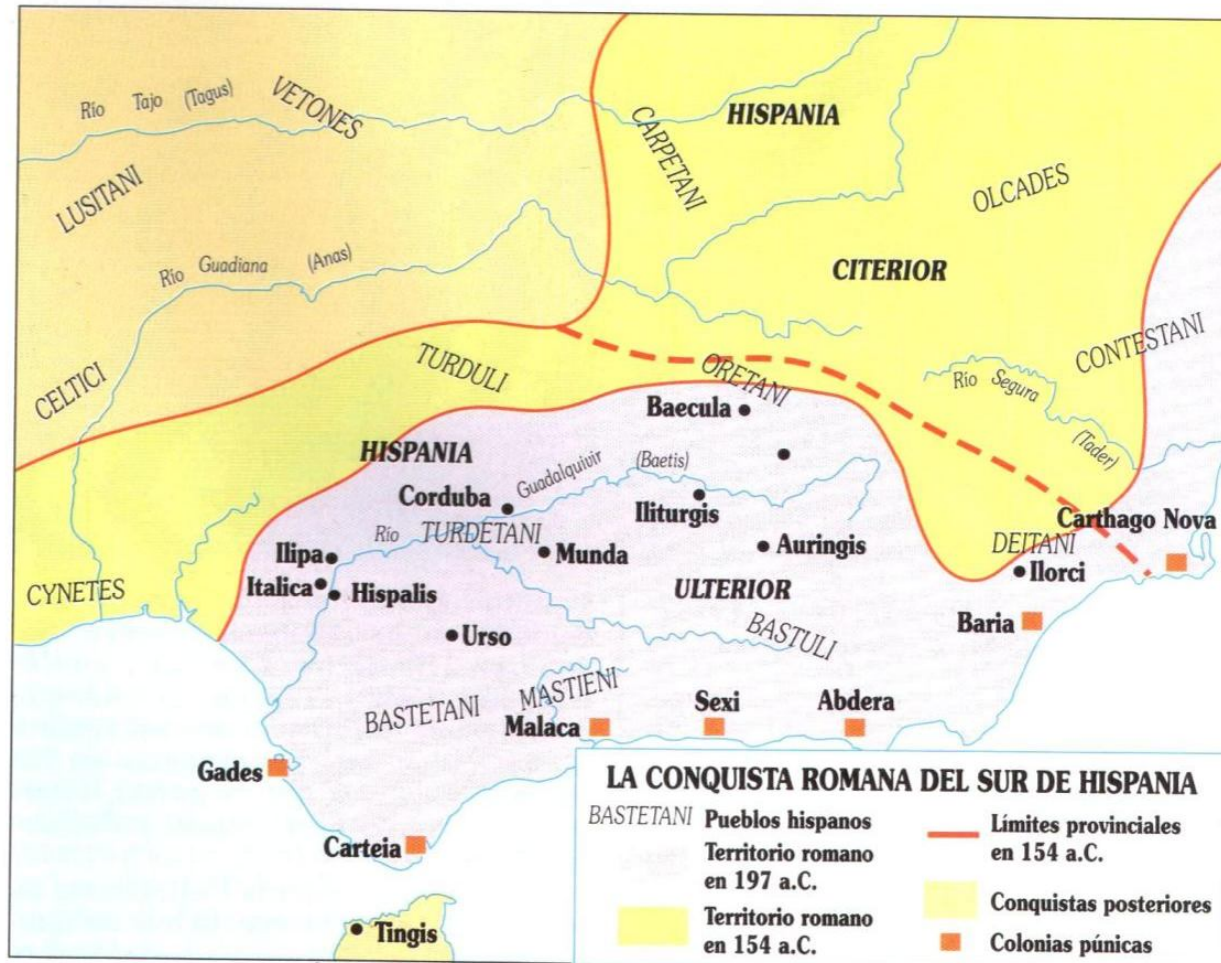 Río Tajo (Tagus)
VETONES
HISPANIA
CARPETANI
LUSITANI
OLCADES
Río Guadiana (Anas)
CITERIOR
CONTESTANI
TURDULI
ORETANI
CELTICI
Río Segura
(Tader)
Baecula
HISPANIA
Guadalquivir (Baetis)
Corduba
Iliturgis
Carthago Nova
Río
TURDETANI
Munda
Auringis
DEITANI
Ilipa
Ilorci
CYNETES
Italica
Hispalis
ULTERIOR
Baria
Urso
BASTULI
MASTIENI
BASTETANI
Malaca
Sexi
Abdera
Gades
Carteia
Tingis
LA CONQUISTA ROMANA DEL SUR DE HISPANIA
BASTETANI Pueblos hispanos
Territorio romano
en 197 a.C.
Territorio romano
en 154 a.C.
Límites provinciales
en 154 a.C.
Conquistas posteriores
Colonias púnicas